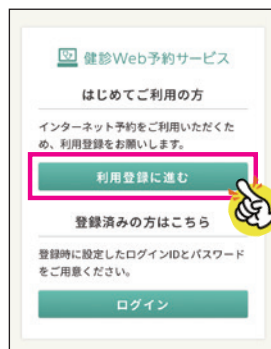 健診Web予約サービス
はじめてご利用の方
インターネット予約をご利用いただくた
め、利用登録をお願いします。
利用登録に進む
登録済みの方はこちら
登録時に設定したログインIDとパスワード
をご用意ください。
ログイン